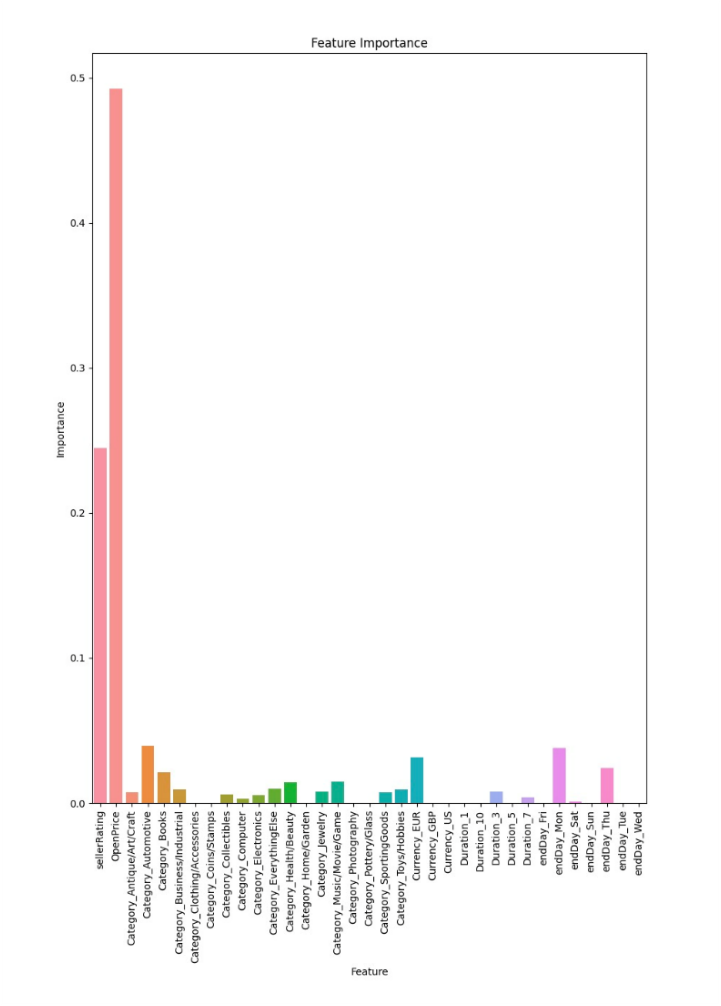 Feature Importance
0.5
0.4
0.3
0.2
0.1
0.0
Importance
sellerRating
OpenPrice
Category_Antique/Art/Craft
Category_Automotive
Category_Books
Category_Business/Industrial
Category_Clothing/Accessories
Category_Coins/Stamps
Category_Collectibles
Category_Computer
Category_Electronics
Category_EverythingElse
Category_Health/Beauty
Category_Home/Garden
Category_Jewelry
Category_Music/Movie/Game
Category_Photography
Category_Pottery/Glass
Category_SportingGoods
Category_Toys/Hobbies
Currency_EUR
Currency_GBP
Currency_US
Duration_1
Duration_10
Duration_3
Duration_5
Duration_7
endDay_Fri
endDay_Mon
endDay_Sat
endDay_Sun
endDay_Thu
endDay_Tue
endDay_Wed
Feature